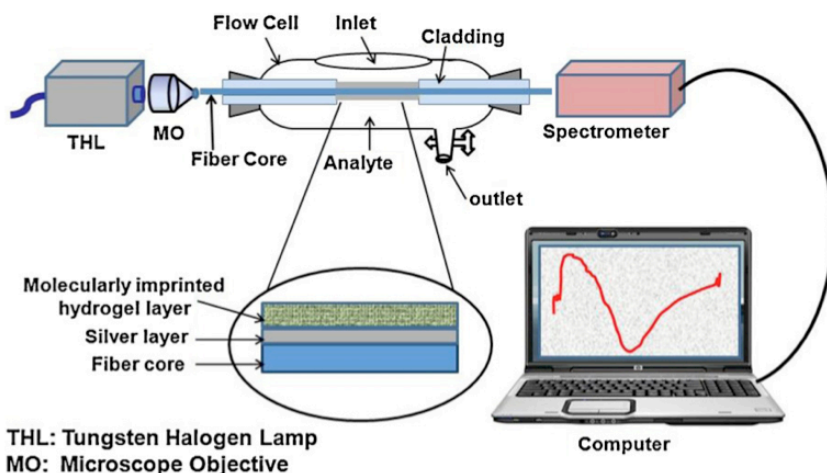 Flow Cell
Inlet
Cladding
THL
MO
Fiber Core
Analyte
outlet
Spectrometer
Molecularly imprinted
hydrogel layer
Silver layer
Fiber core
Computer
THL: Tungsten Halogen Lamp
MO: Microscope Objective